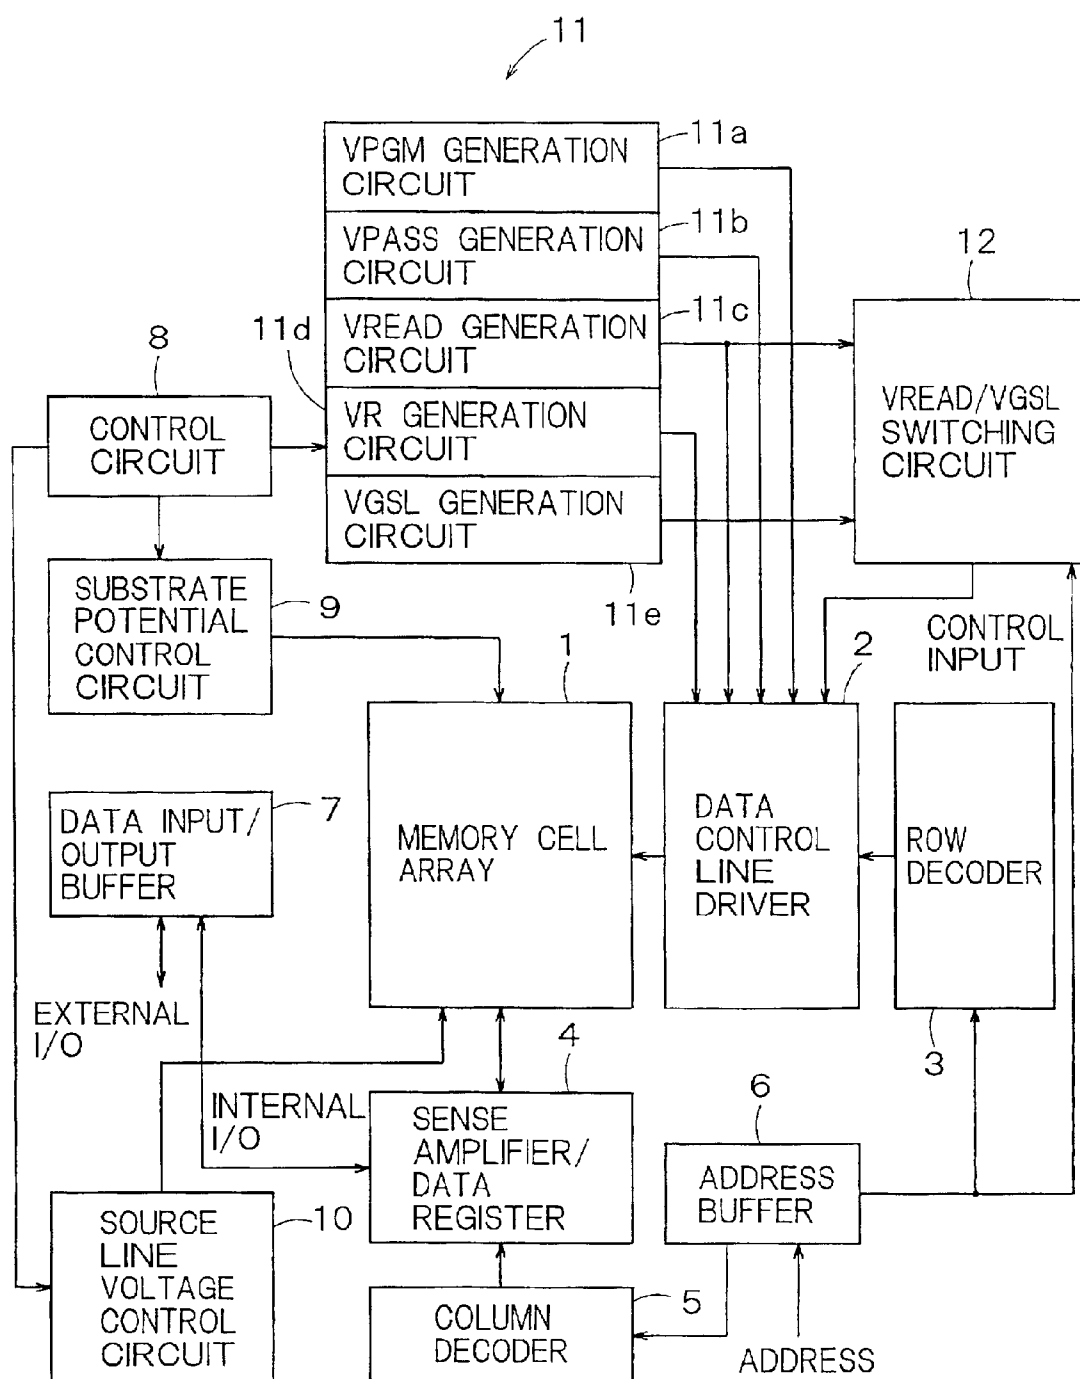 11
VPGM GENERATION
CIRCUIT
11a
VPASS GENERATION
CIRCUIT
11b
VREAD GENERATION
CIRCUIT
11c
11d
VR GENERATION
CIRCUIT
VGSL GENERATION
CIRCUIT
11e
12
VREAD/VGSL
SWITCHING
CIRCUIT
8
CONTROL
CIRCUIT
SUBSTRATE
POTENTIAL
CONTROL
CIRCUIT
9
CONTROL
INPUT
1
MEMORY CELL
ARRAY
2
DATA
CONTROL
LINE
DRIVER
ROW
DECODER
3
DATA INPUT/
OUTPUT
BUFFER
7
EXTERNAL
I/O
INTERNAL
I/O
4
SENSE
AMPLIFIER/
DATA
REGISTER
6
ADDRESS
BUFFER
SOURCE
LINE
VOLTAGE
CONTROL
CIRCUIT
10
COLUMN
DECODER
5
ADDRESS